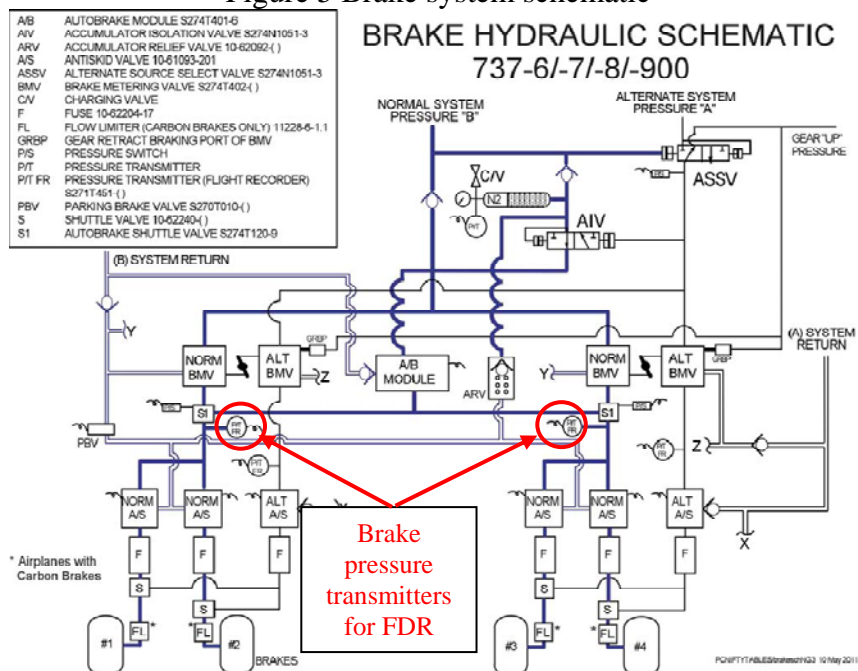 Figure 3 Brake system schematic
A/B AUTOBRAKE MODULE S274T401-6
AIV ACCUMULATOR ISOLATION VALVE S274N1051-3
ARV ACCUMULATOR RELIEF VALVE 10-62092-( )
A/S ANTISKID VALVE 10-61093-201
ASSV ALTERNATE SOURCE SELECT VALVE S274N1051-3
BMV BRAKE METERING VALVE S274T402-( )
C/V CHARGING VALVE
F FUSE 10-62204-17
FL FLOW LIMITER (CARBON BRAKES ONLY) 11228-6-1.1
GRBP GEAR RETRACT BRAKING PORT OF BMV
P/S PRESSURE SWITCH
P/T PRESSURE TRANSMITTER
P/T FR PRESSURE TRANSMITTER (FLIGHT RECORDER)
S271T451-( )
PBV PARKING BRAKE VALVE S270T010-( )
S SHUTTLE VALVE 10-62240-( )
S1 AUTOBRAKE SHUTTLE VALVE S274T120-9
BRAKE HYDRAULIC SCHEMATIC
737-6/-7/-8/-900
NORMAL SYSTEM
PRESSURE "B"
ALTERNATE SYSTEM
PRESSURE "A"
GEAR "UP"
PRESSURE
C/V
N2
P/T
P/S
ASSV
AIV
(B) SYSTEM RETURN
(A) SYSTEM
RETURN
Y
NORM
BMV
ALT
BMV
GRBP
Z
A/B
MODULE
ARV
Y
NORM
BMV
ALT
BMV
GRBP
PBV
P/S
S1
P/T
FR
P/T
FR
P/T
FR
S1
P/S
P/T
FR
Z
NORM
A/S
NORM
A/S
ALT
A/S
NORM
A/S
NORM
A/S
ALT
A/S
X
Brake
pressure
transmitters
for FDR
* Airplanes with
Carbon Brakes
F
F
F
F
F
F
S
S
S
S
FL
*
FL
*
FL
*
FL
*
#1
#2
BRAKES
#3
#4